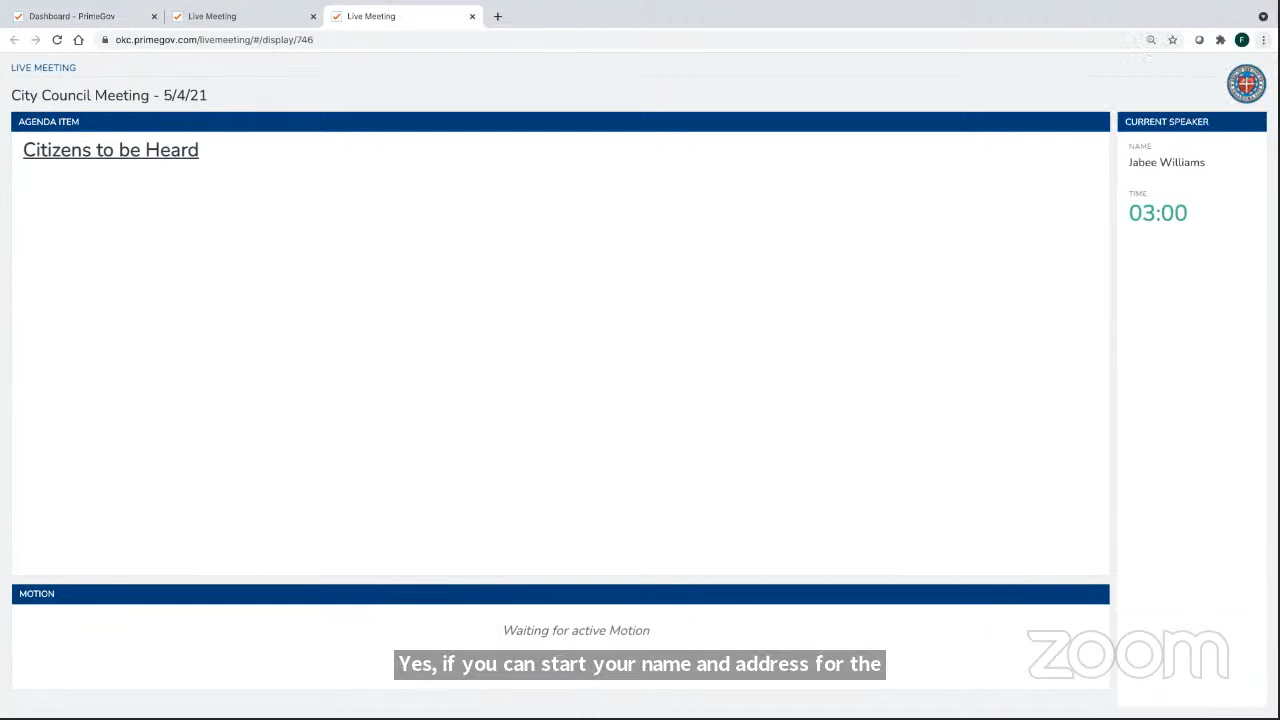 Dashboard - PrimeGov
Live Meeting
Live Meeting
okc.primegov.com/livemeeting/#/display/746
F
LIVE MEETING
City Council Meeting - 5/4/21
AGENDA ITEM
Citizens to be Heard
CURRENT SPEAKER
NAME
Jabee Williams
TIME
03:00
MOTION
Waiting for active Motion
Yes, if you can start your name and address for the
zoom